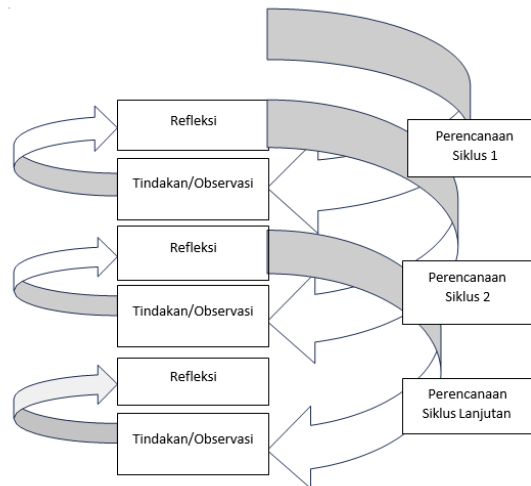 Refleksi
Perencanaan
Siklus 1
Tindakan/Observasi
Refleksi
Perencanaan
Siklus 2
Tindakan/Observasi
Refleksi
Perencanaan
Siklus Lanjutan
Tindakan/Observasi